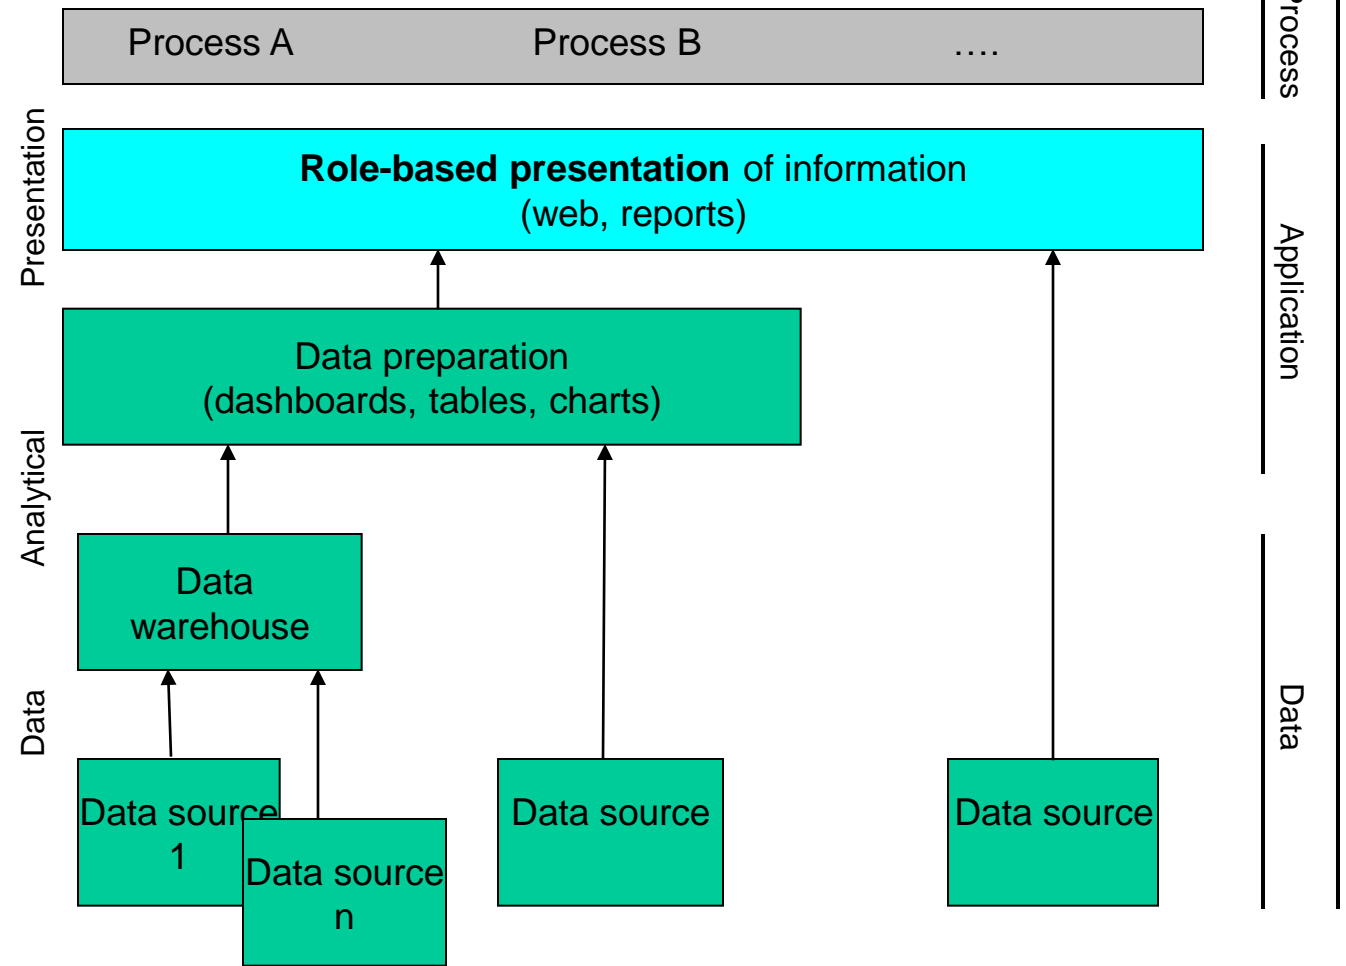 Process A
Process B
....
Process
Presentation
Role-based presentation of information
(web, reports)
Application
Data preparation
(dashboards, tables, charts)
Analytical
Data
warehouse
Data
Data
Data source
1
Data source
n
Data source
Data source